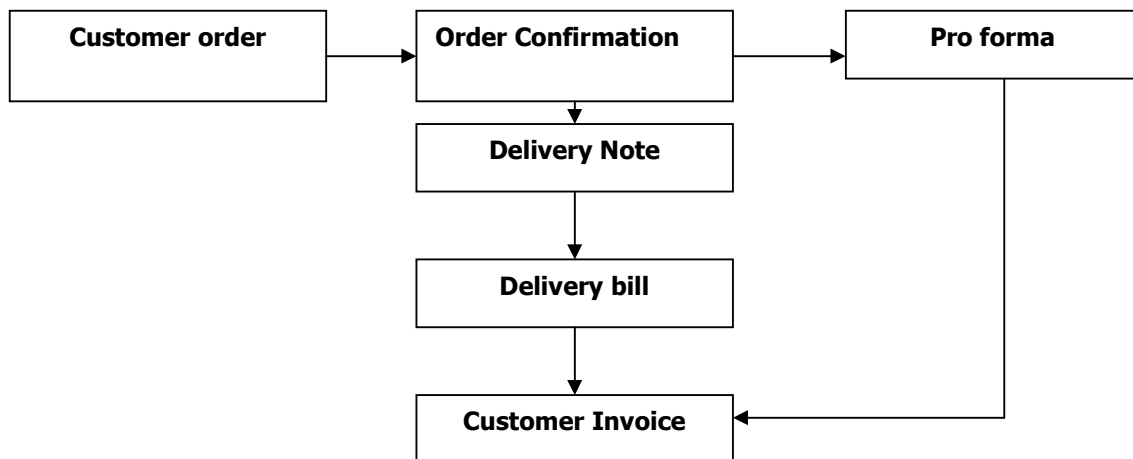 Customer order
Order Confirmation
Pro forma
Delivery Note
Delivery bill
Customer Invoice